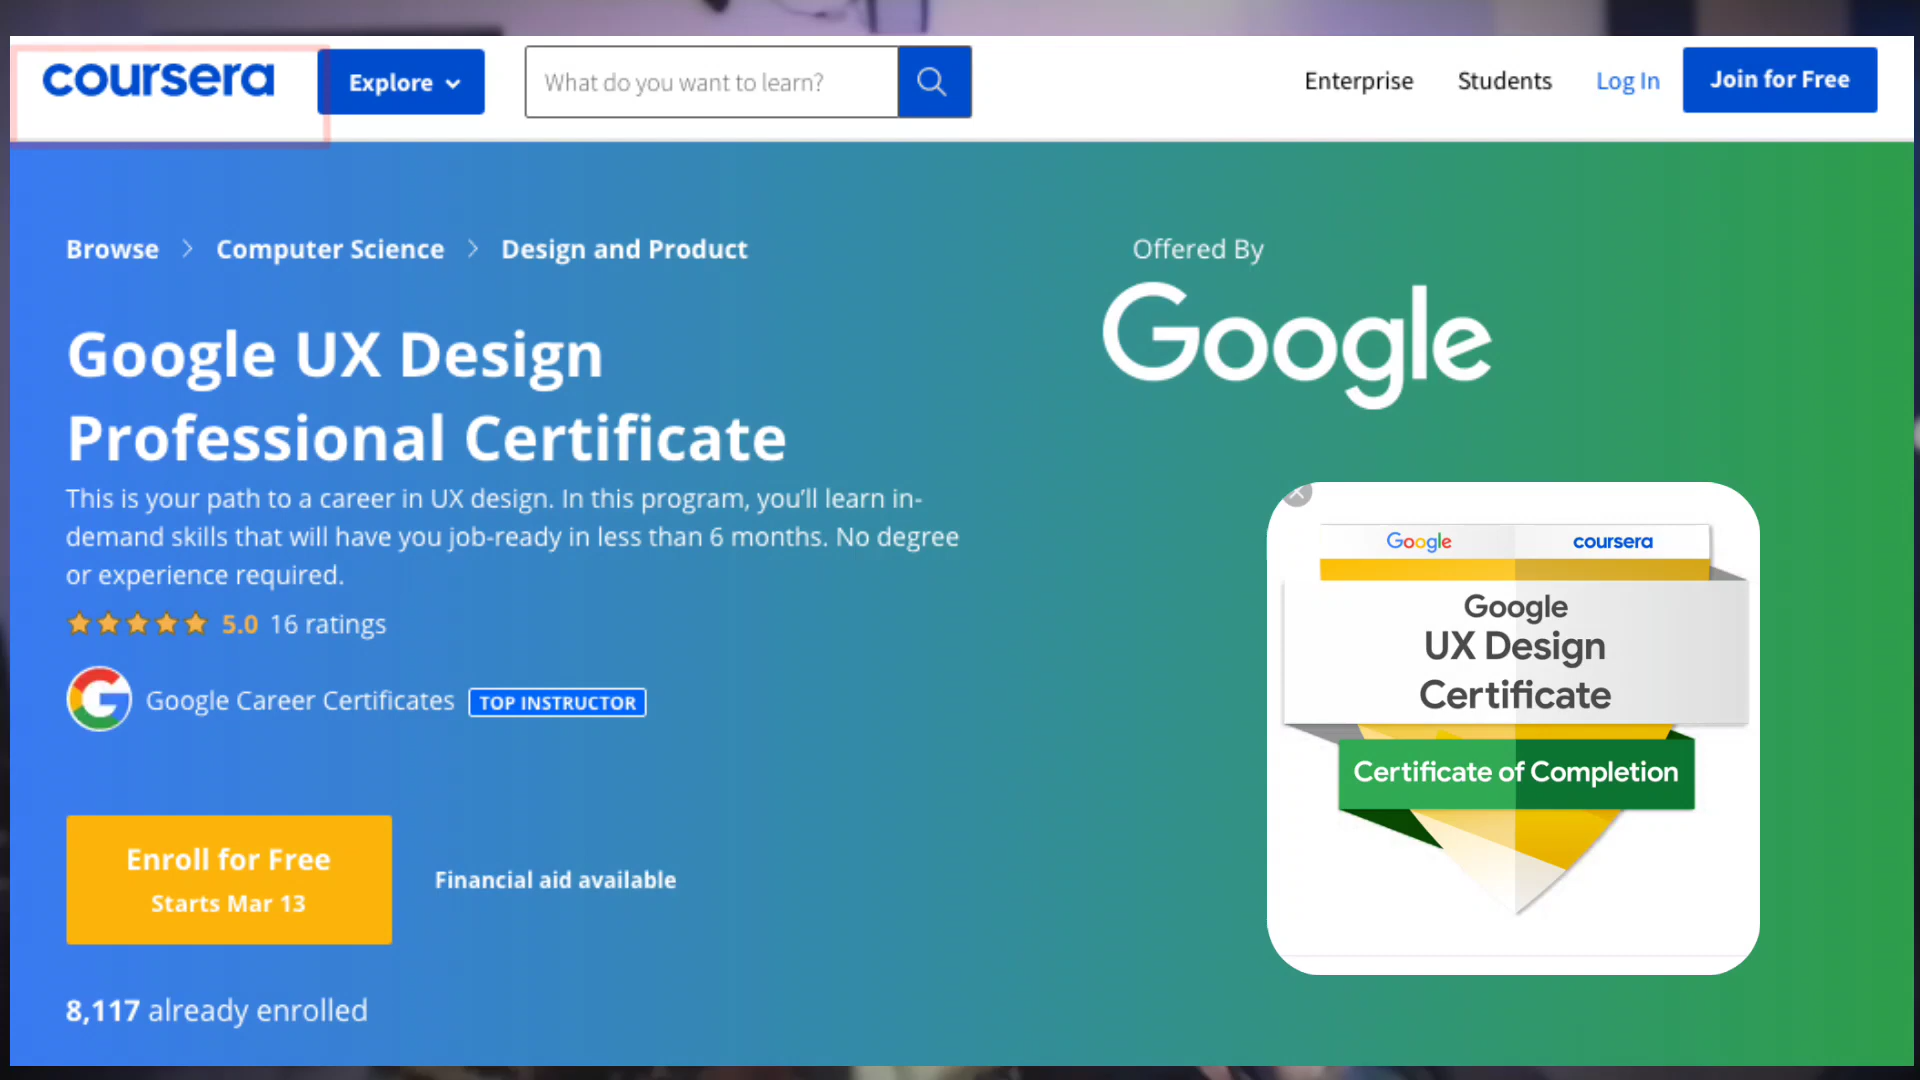 coursera
Explore
What do you want to learn?
Enterprise
Students
Log In
Join for Free
Browse > Computer Science > Design and Product
Offered By
Google
Google UX Design
Professional Certificate
This is your path to a career in UX design. In this program, you'll learn in-
demand skills that will have you job-ready in less than 6 months. No degree
or experience required.
5.0 16 ratings
Google Career Certificates TOP INSTRUCTOR
Enroll for Free
Starts Mar 13
Financial aid available
8,117 already enrolled
Google coursera
Google
UX Design
Certificate
Certificate of Completion